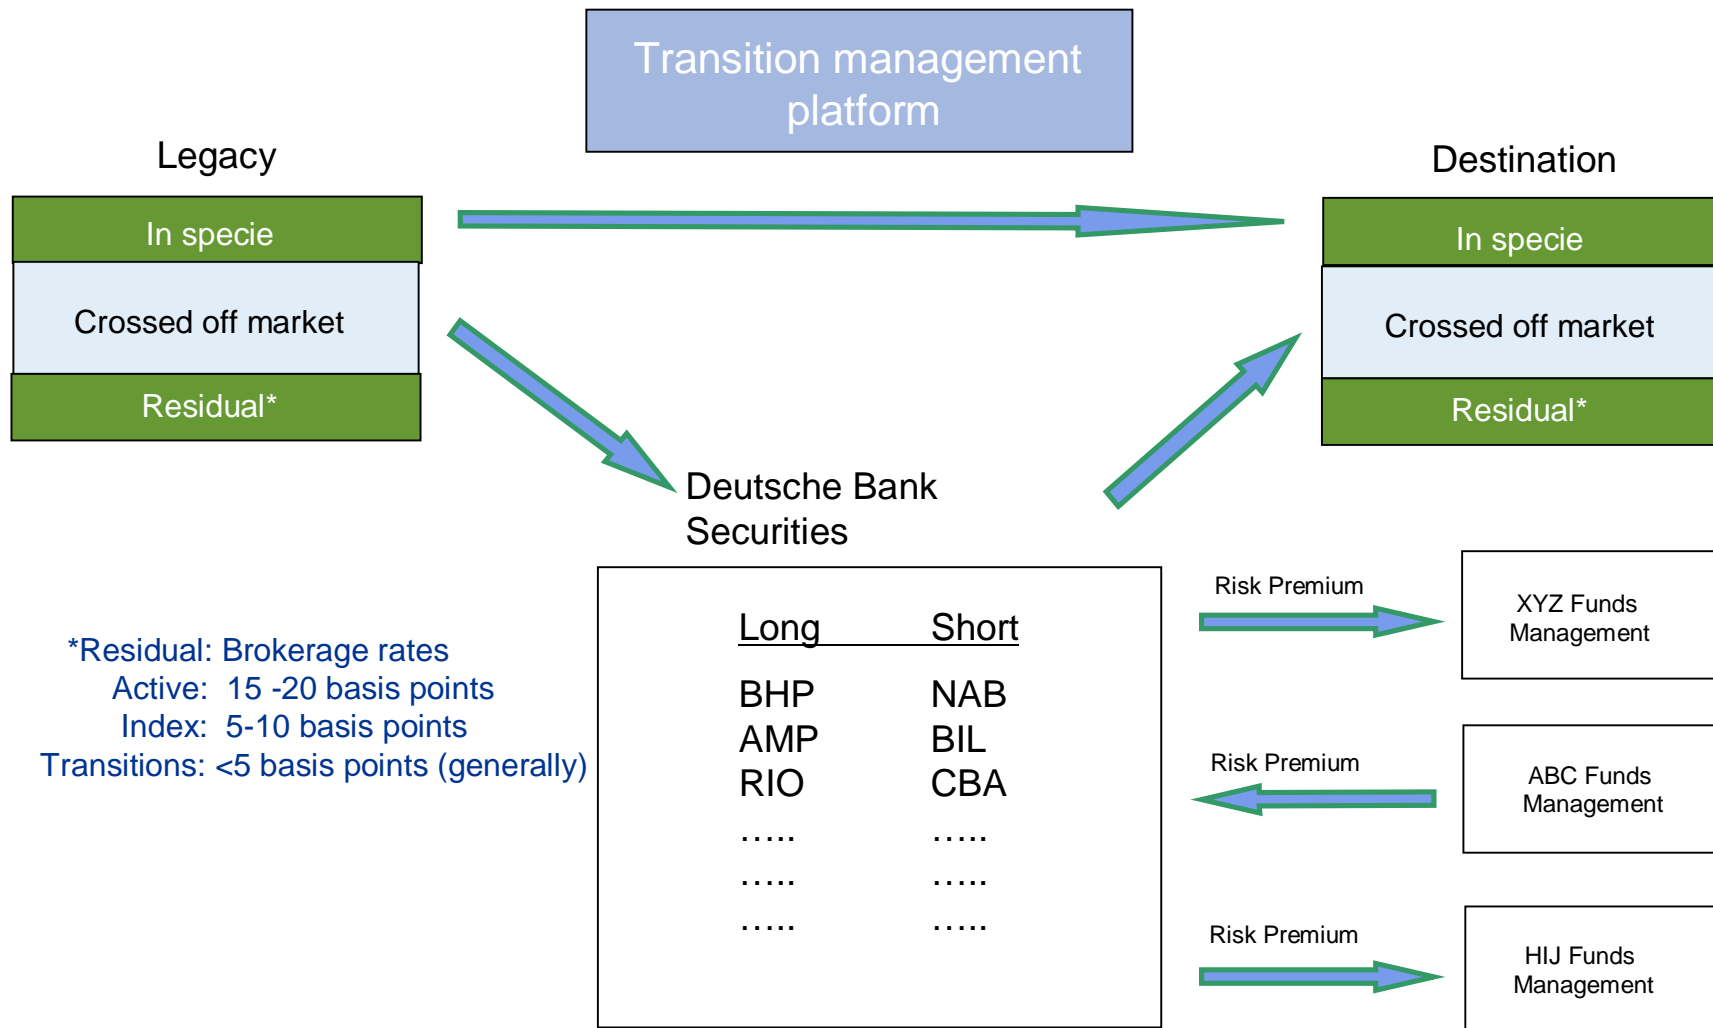 Transition management
platform
Legacy
Destination
In specie
In specie
Crossed off market
Crossed off market
Residual*
Residual*
Deutsche Bank
Securities
Long Short
BHP NAB
AMP BIL
RIO CBA
..... .....
..... .....
..... .....
*Residual: Brokerage rates
Active: 15 -20 basis points
Index: 5-10 basis points
Transitions: <5 basis points (generally)
Risk Premium
XYZ Funds
Management
Risk Premium
ABC Funds
Management
Risk Premium
HIJ Funds
Management